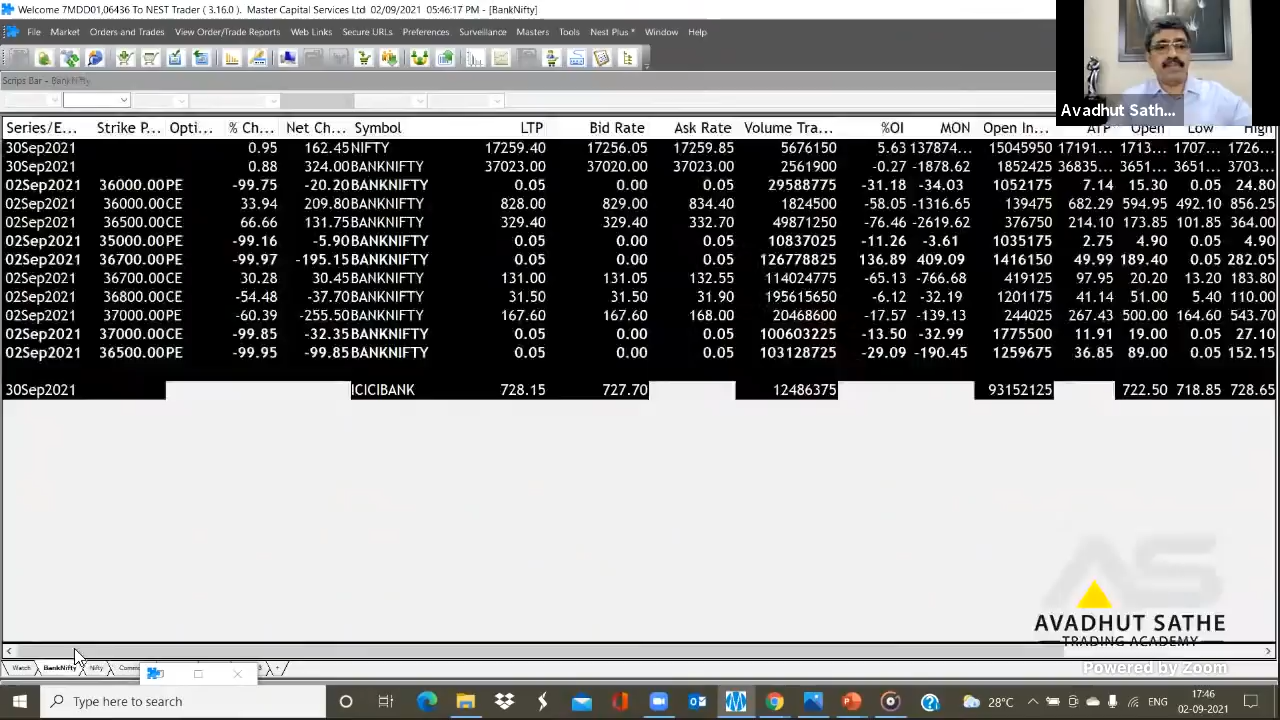 Welcome 7MDD01,06436 To NEST Trader ( 3.16.0 ). Master Capital Services Ltd 02/09/2021 05:46:17 PM - [BankNifty]
File Market Orders and Trades View Order/Trade Reports Web Links Secure URLs Preferences Surveillance Masters Tools Nest Plus * Window Help
Scrips Bar - BankNifty
Avadhut Sath...
Series/E... Strike P... Opti... % Ch... Net Ch... Symbol LTP Bid Rate Ask Rate Volume Tra... %OI MON Open In... ATP Open Low High
30Sep2021 0.95 162.45 NIFTY 17259.40 17256.05 17259.85 5676150 5.63 137874... 15045950 17191... 1713... 1707... 1726...
30Sep2021 0.88 324.00 BANKNIFTY 37023.00 37020.00 37023.00 2561900 -0.27 -1878.62 1852425 36835... 3651... 3651... 3703...
02Sep2021 36000.00 PE -99.75 -20.20 BANKNIFTY 0.05 0.00 0.05 29588775 -31.18 -34.03 1052175 7.14 15.30 0.05 24.80
02Sep2021 36000.00 CE 33.94 209.80 BANKNIFTY 828.00 829.00 834.40 1824500 -58.05 -1316.65 139475 682.29 594.95 492.10 856.25
02Sep2021 36500.00 CE 66.66 131.75 BANKNIFTY 329.40 329.40 332.70 49871250 -76.46 -2619.62 376750 214.10 173.85 101.85 364.00
02Sep2021 35000.00 PE -99.16 -5.90 BANKNIFTY 0.05 0.00 0.05 10837025 -11.26 -3.61 1035175 2.75 4.90 0.05 4.90
02Sep2021 36700.00 PE -99.97 -195.15 BANKNIFTY 0.05 0.00 0.05 126778825 136.89 409.09 1416150 49.99 189.40 0.05 282.05
02Sep2021 36700.00 CE 30.28 30.45 BANKNIFTY 131.00 131.05 132.55 114024775 -65.13 -766.68 419125 97.95 20.20 13.20 183.80
02Sep2021 36800.00 CE -54.48 -37.70 BANKNIFTY 31.50 31.50 31.90 195615650 -6.12 -32.19 1201175 41.14 51.00 5.40 110.00
02Sep2021 37000.00 PE -60.39 -255.50 BANKNIFTY 167.60 167.60 168.00 20468600 -17.57 -139.13 244025 267.43 500.00 164.60 543.70
02Sep2021 37000.00 CE -99.85 -32.35 BANKNIFTY 0.05 0.00 0.05 100603225 -13.50 -32.99 1775500 11.91 19.00 0.05 27.10
02Sep2021 36500.00 PE -99.95 -99.85 BANKNIFTY 0.05 0.00 0.05 103128725 -29.09 -190.45 1259675 36.85 89.00 0.05 152.15
30Sep2021 ICICIBANK 728.15 727.70 12486375 93152125 722.50 718.85 728.65
AS
AVADHUT SATHE
TRADING ACADEMY
Powered by Zoom
Watch BankNifty Nifty
Type here to search
28°C ENG 17:46
02-09-2021